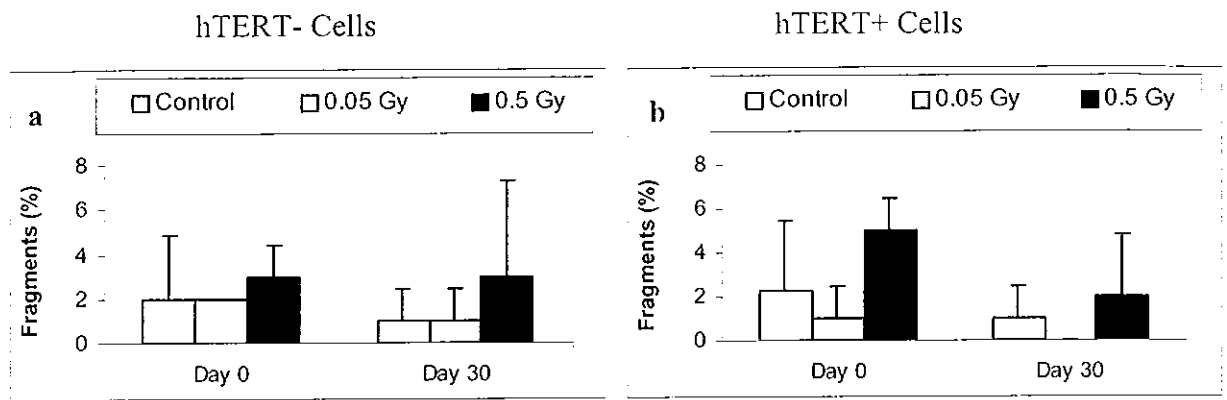 hTERT- Cells
hTERT+ Cells
a
Control 0.05 Gy 0.5 Gy
Fragments (%)
8
6
4
2
0
Day 0 Day 30
b
Control 0.05 Gy 0.5 Gy
Fragments (%)
8
6
4
2
0
Day 0 Day 30